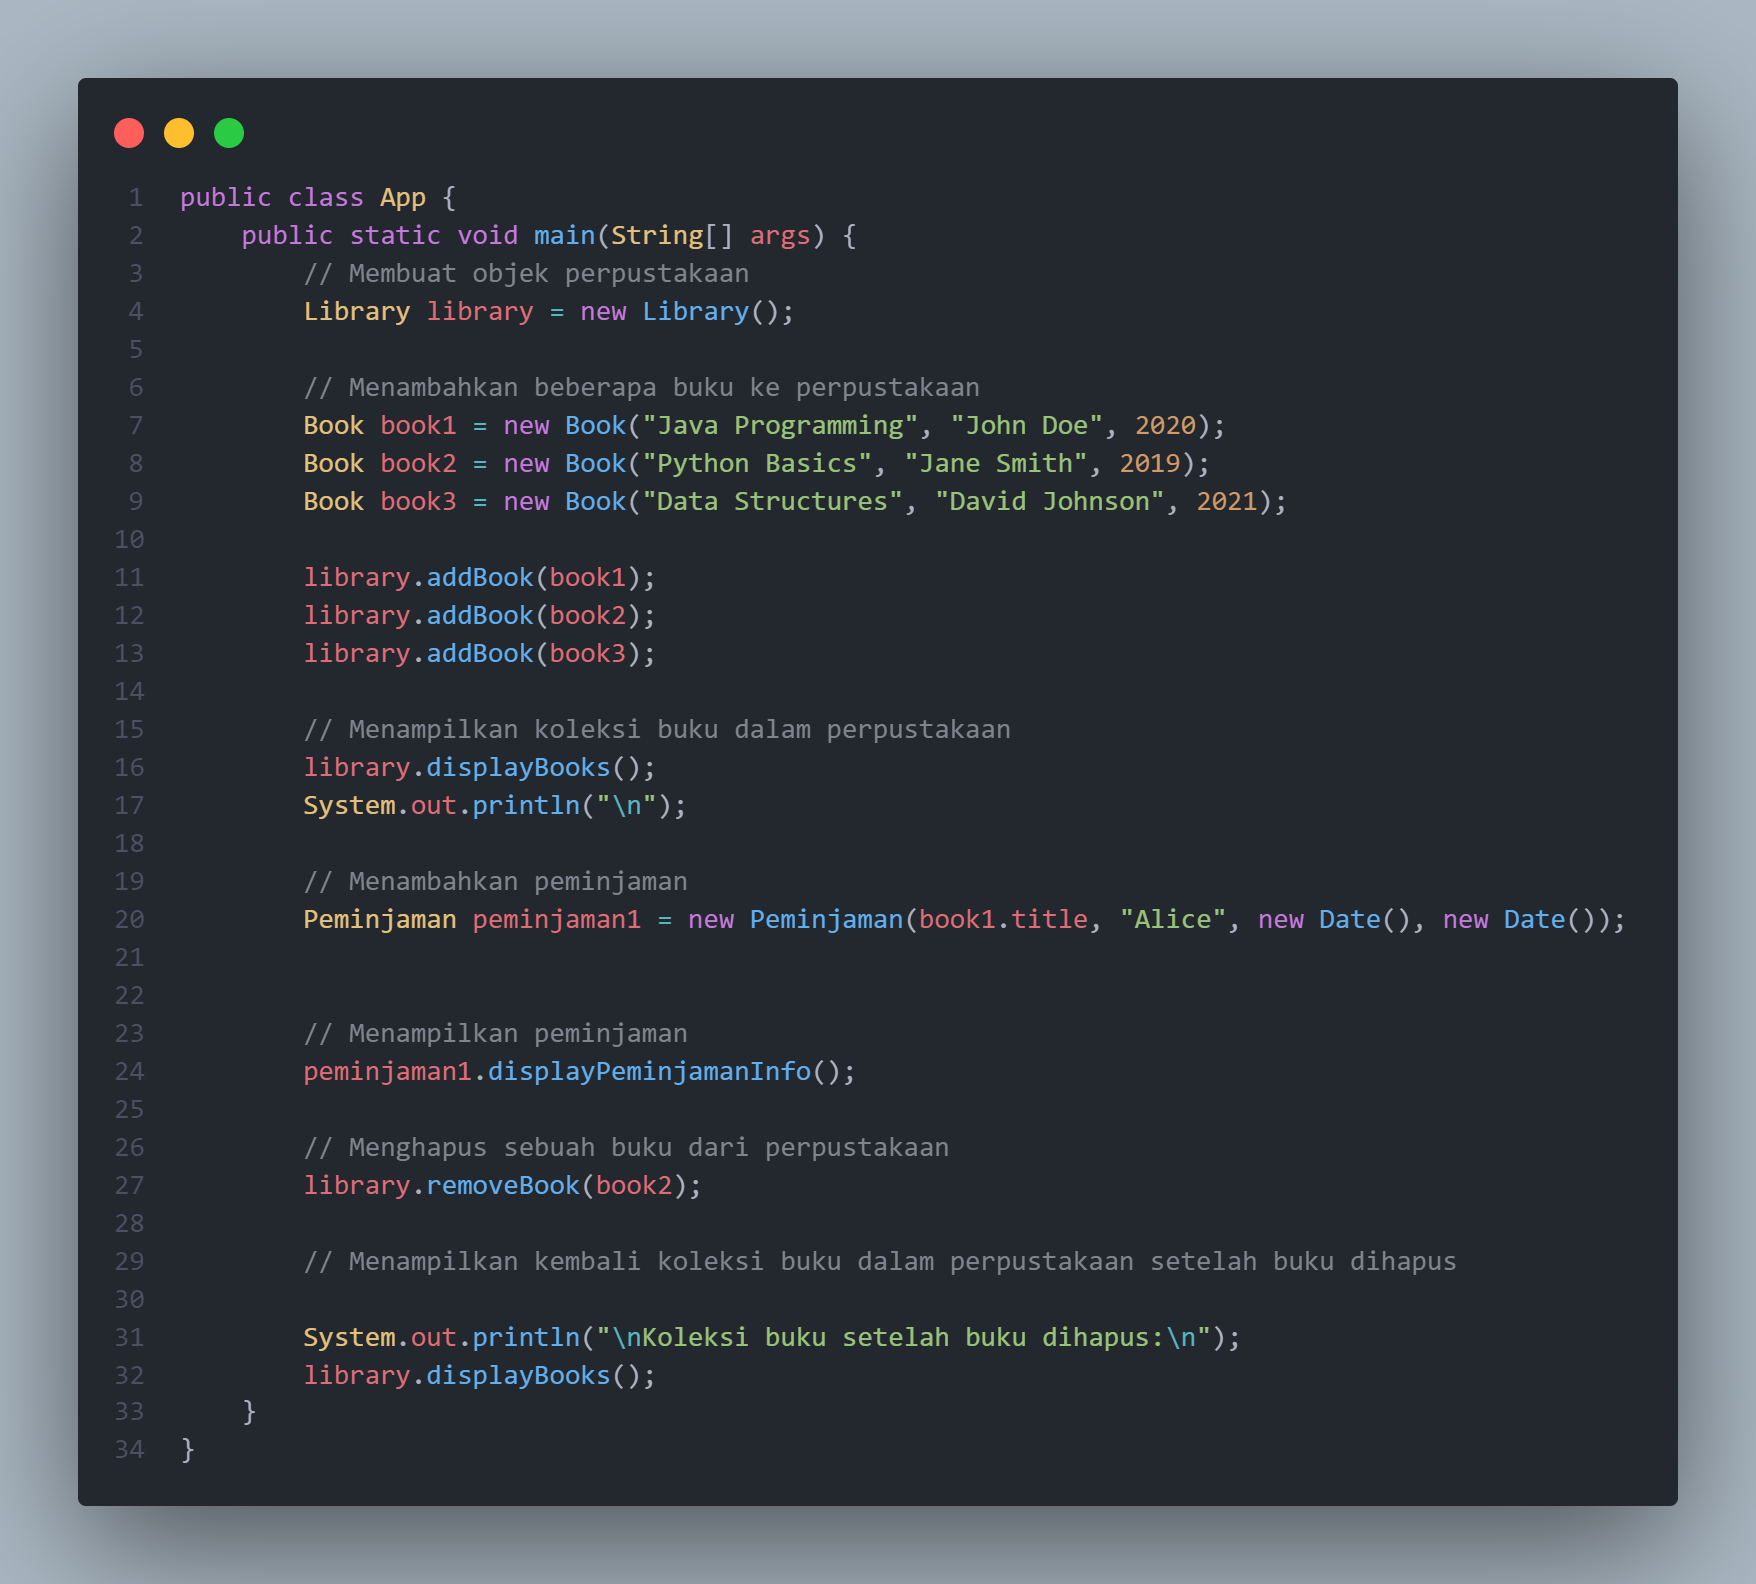 1 public class App {
2     public static void main(String[] args) {
3         // Membuat objek perpustakaan
4         Library library = new Library();
5
6         // Menambahkan beberapa buku ke perpustakaan
7         Book book1 = new Book("Java Programming", "John Doe", 2020);
8         Book book2 = new Book("Python Basics", "Jane Smith", 2019);
9         Book book3 = new Book("Data Structures", "David Johnson", 2021);
10
11         library.addBook(book1);
12         library.addBook(book2);
13         library.addBook(book3);
14
15         // Menampilkan koleksi buku dalam perpustakaan
16         library.displayBooks();
17         System.out.println("\n");
18
19         // Menambahkan peminjaman
20         Peminjaman peminjaman1 = new Peminjaman(book1.title, "Alice", new Date(), new Date());
21
22
23         // Menampilkan peminjaman
24         peminjaman1.displayPeminjamanInfo();
25
26         // Menghapus sebuah buku dari perpustakaan
27         library.removeBook(book2);
28
29         // Menampilkan kembali koleksi buku dalam perpustakaan setelah buku dihapus
30
31         System.out.println("\nKoleksi buku setelah buku dihapus:\n");
32         library.displayBooks();
33     }
34 }